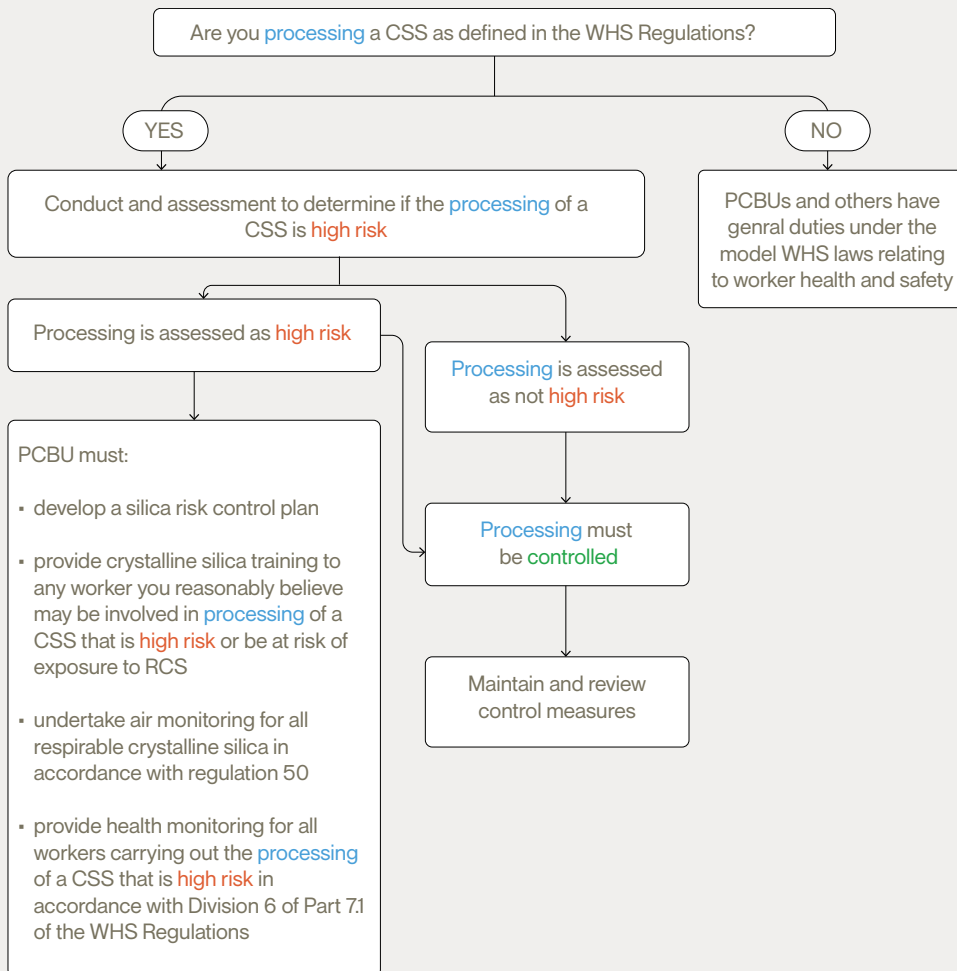 Are you processing a CSS as defined in the WHS Regulations?
YES
NO
Conduct and assessment to determine if the processing of a
CSS is high risk
PCBUs and others have
genral duties under the
model WHS laws relating
to worker health and safety
Processing is assessed as high risk
Processing is assessed
as not high risk
PCBU must:
▪ develop a silica risk control plan
▪ provide crystalline silica training to
any worker you reasonably believe
may be involved in processing of a
CSS that is high risk or be at risk of
exposure to RCS
▪ undertake air monitoring for all
respirable crystalline silica in
accordance with regulation 50
▪ provide health monitoring for all
workers carrying out the processing
of a CSS that is high risk in
accordance with Division 6 of Part 7.1
of the WHS Regulations
Processing must
be controlled
Maintain and review
control measures